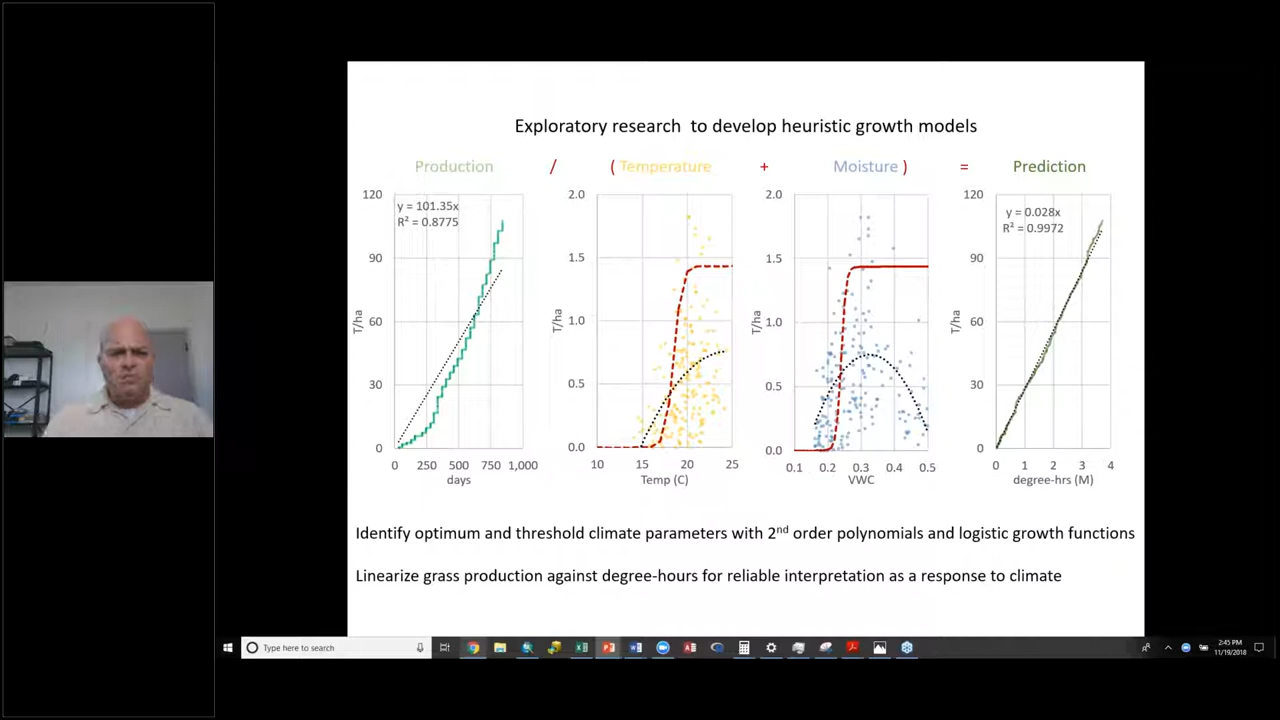 Exploratory research to develop heuristic growth models
Production / ( Temperature + Moisture ) = Prediction
120
90
60
30
0
T/ha
y = 101.35x
R² = 0.8775
0 250 500 750 1,000
days
2.0
1.5
1.0
0.5
0.0
T/ha
10 15 20 25
Temp (C)
2.0
1.5
1.0
0.5
0.0
T/ha
0.1 0.2 0.3 0.4 0.5
VWC
120
90
60
30
0
T/ha
y = 0.028x
R² = 0.9972
0 1 2 3 4
degree-hrs (M)
Identify optimum and threshold climate parameters with 2nd order polynomials and logistic growth functions
Linearize grass production against degree-hours for reliable interpretation as a response to climate
Type here to search
2:45 PM
11/19/2018